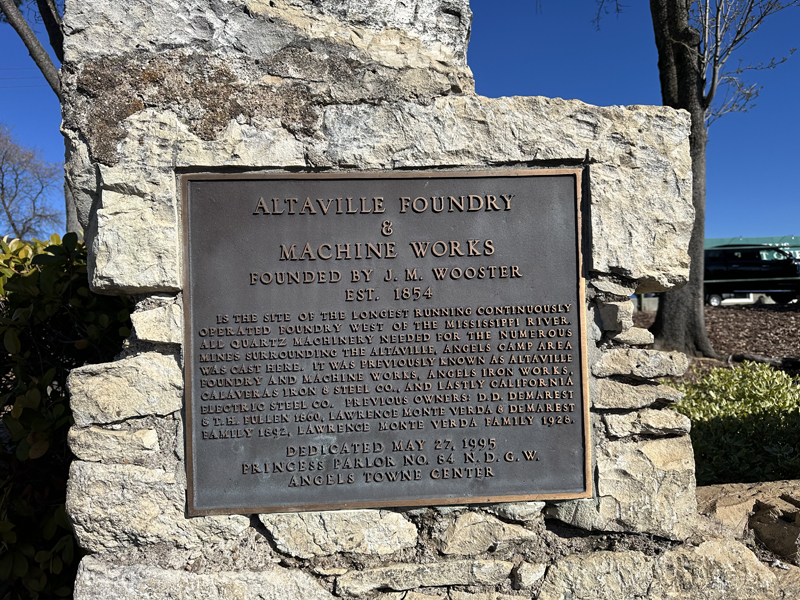 ALTAVILLE FOUNDRY
&
MACHINE WORKS
FOUNDED BY J. M. WOOSTER
EST. 1854
IS THE SITE OF THE LONGEST RUNNING CONTINUOUSLY
OPERATED FOUNDRY WEST OF THE MISSISSIPPI RIVER.
ALL QUARTZ MACHINERY NEEDED FOR THE NUMEROUS
MINES SURROUNDING THE ALTAVILLE, ANGELS CAMP AREA
WAS CAST HERE. IT WAS PREVIOUSLY KNOWN AS ALTAVILLE
FOUNDRY AND MACHINE WORKS, ANGELS IRON WORKS,
CALAVERAS IRON & STEEL CO., AND LASTLY CALIFORNIA
ELECTRIC STEEL CO. PREVIOUS OWNERS: D.D. DEMAREST
& T.H. FULLEN 1860, LAWRENCE MONTE VERDA & DEMAREST
FAMILY 1892, LAWRENCE MONTE VERDA FAMILY 1928.
DEDICATED MAY 27, 1995
PRINCESS PARLOR NO. 84 N.D.G.W.
ANGELS TOWNE CENTER